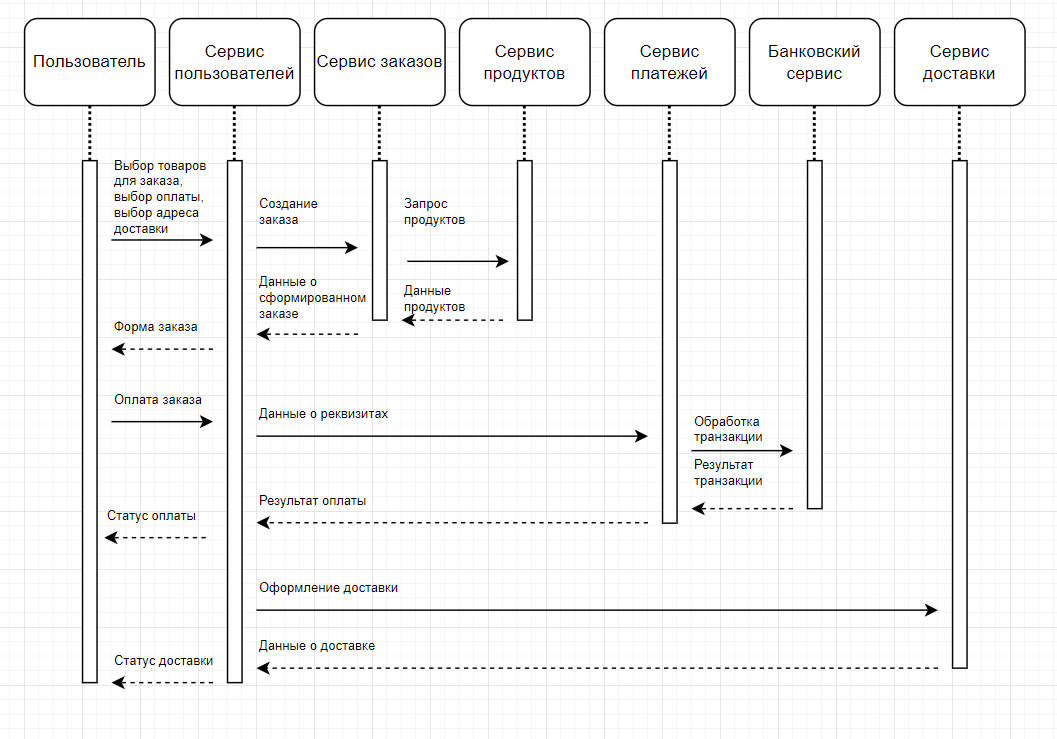 Пользователь
Сервис
пользователей
Сервис заказов
Сервис
продуктов
Сервис
платежей
Банковский
сервис
Сервис
доставки
Выбор товаров
для заказа,
выбор оплаты,
выбор адреса
доставки
Создание
заказа
Запрос
продуктов
Данные о
сформированном
заказе
Данные
продуктов
Форма заказа
Оплата заказа
Данные о реквизитах
Обработка
транзакции
Результат
транзакции
Результат оплаты
Статус оплаты
Оформление доставки
Данные о доставке
Статус доставки